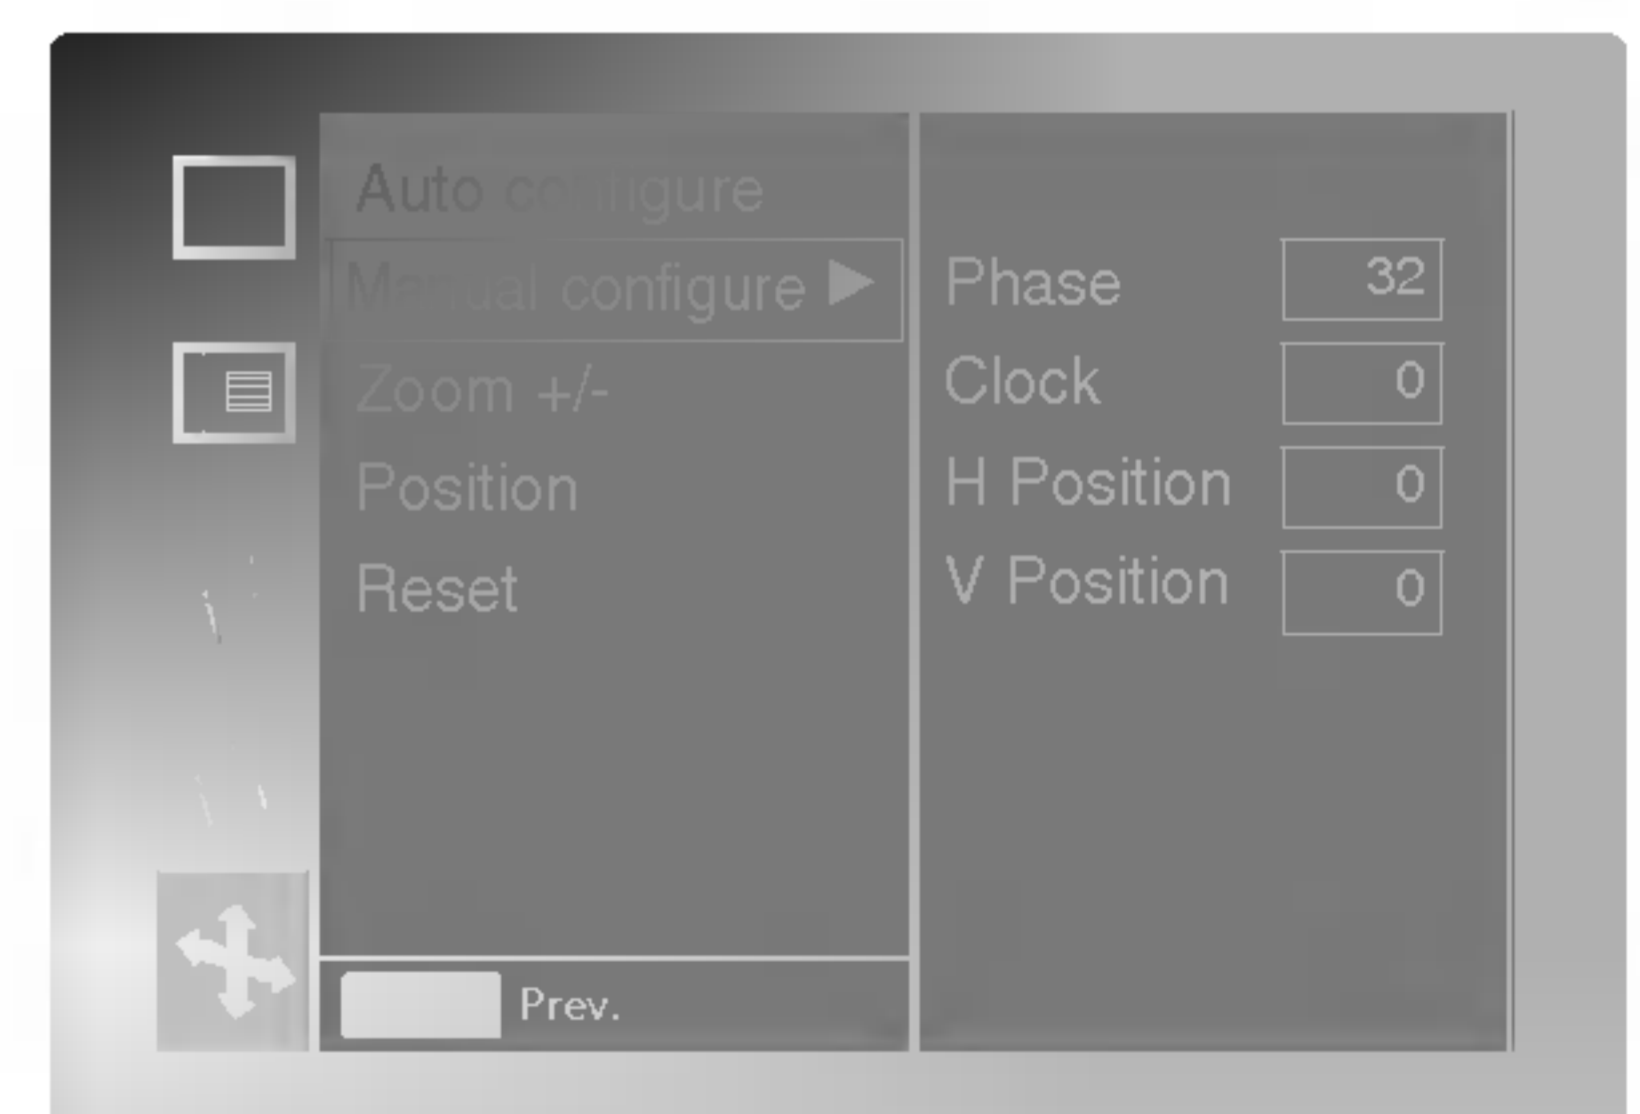 Auto configure
Manual configure ▶
Zoom +/-
Position
Reset
Prev.
Phase 32
Clock 0
H Position 0
V Position 0